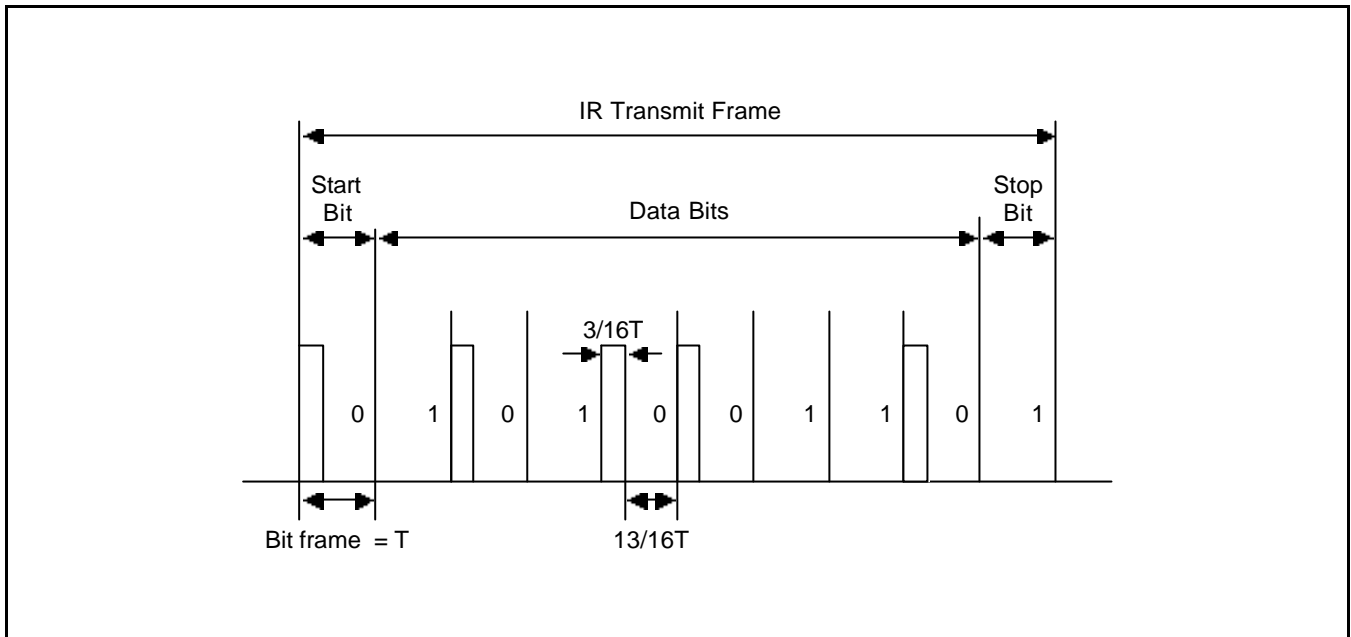 IR Transmit Frame
Start
Bit
Data Bits
Stop
Bit
3/16T
0 1 0 1 0 0 1 1 0 1
Bit frame = T
13/16T